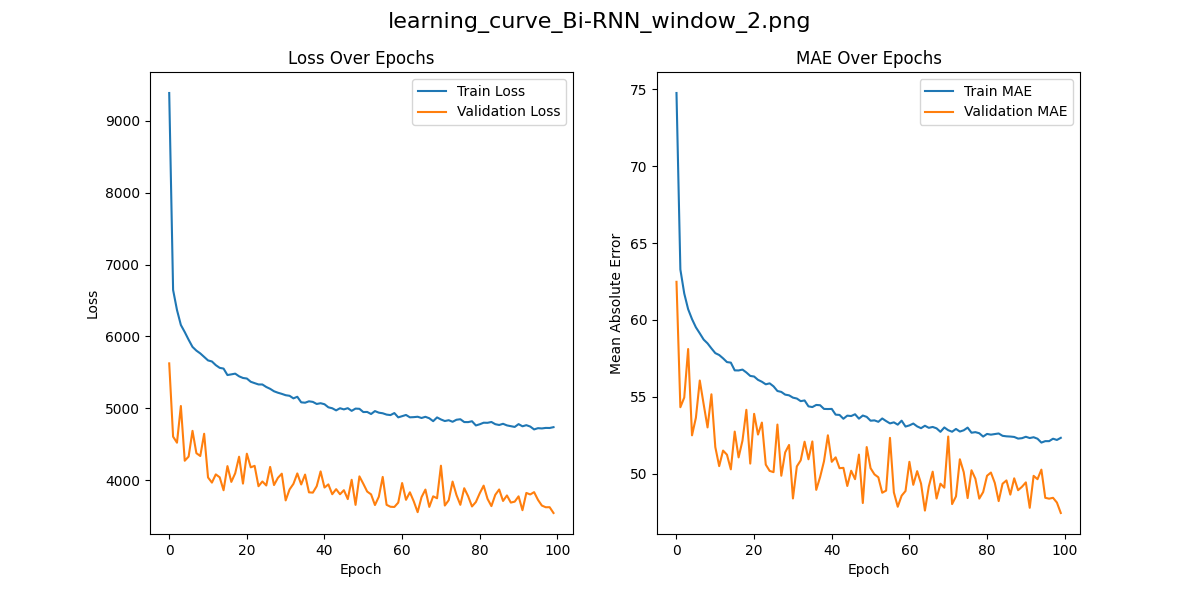 learning_curve_Bi-RNN_window_2.png
Loss Over Epochs
Train Loss
Validation Loss
9000
8000
7000
6000
5000
4000
Loss
0 20 40 60 80 100
Epoch
MAE Over Epochs
Train MAE
Validation MAE
75
70
65
60
55
50
Mean Absolute Error
0 20 40 60 80 100
Epoch